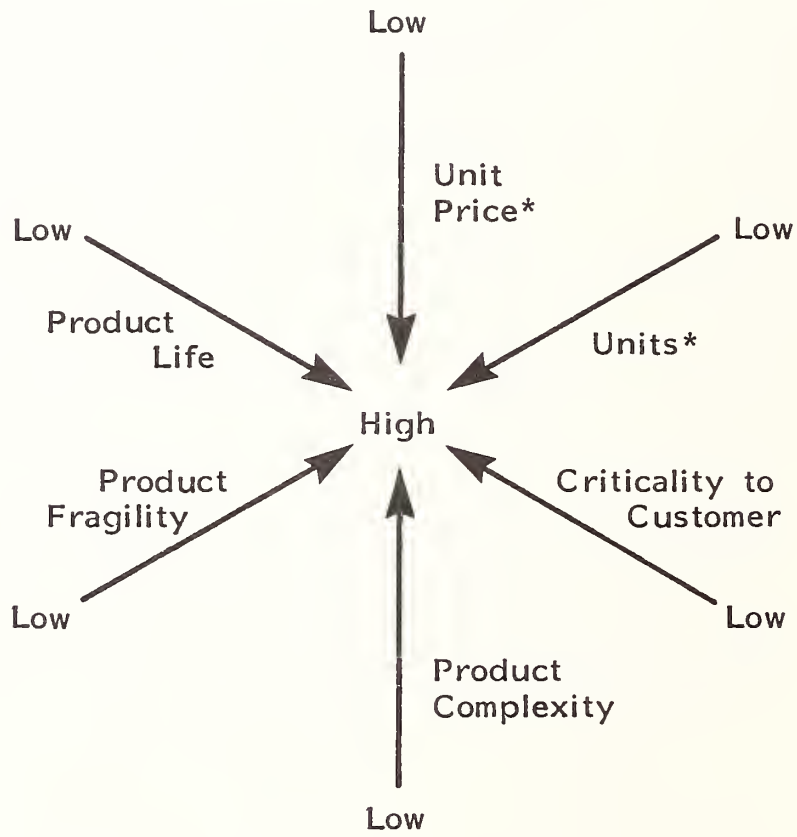 Low
Unit
Price*
Low
Low
Product
Life
Units*
High
Product
Fragility
Criticality to
Customer
Low
Low
Product
Complexity
Low